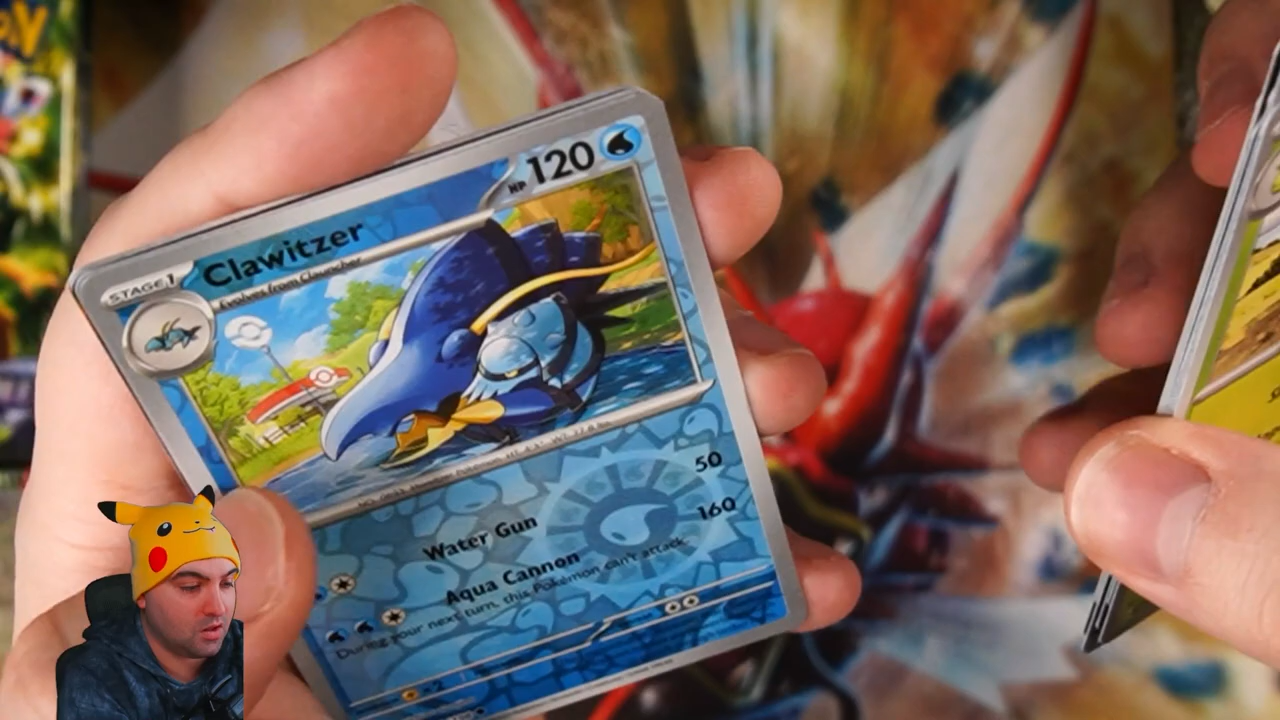 HP 120
STAGE 1
Clawitzer
Evolves from Clauncher
Water Gun
50
Aqua Cannon
160
During your next turn, this Pokémon can't attack.
×2